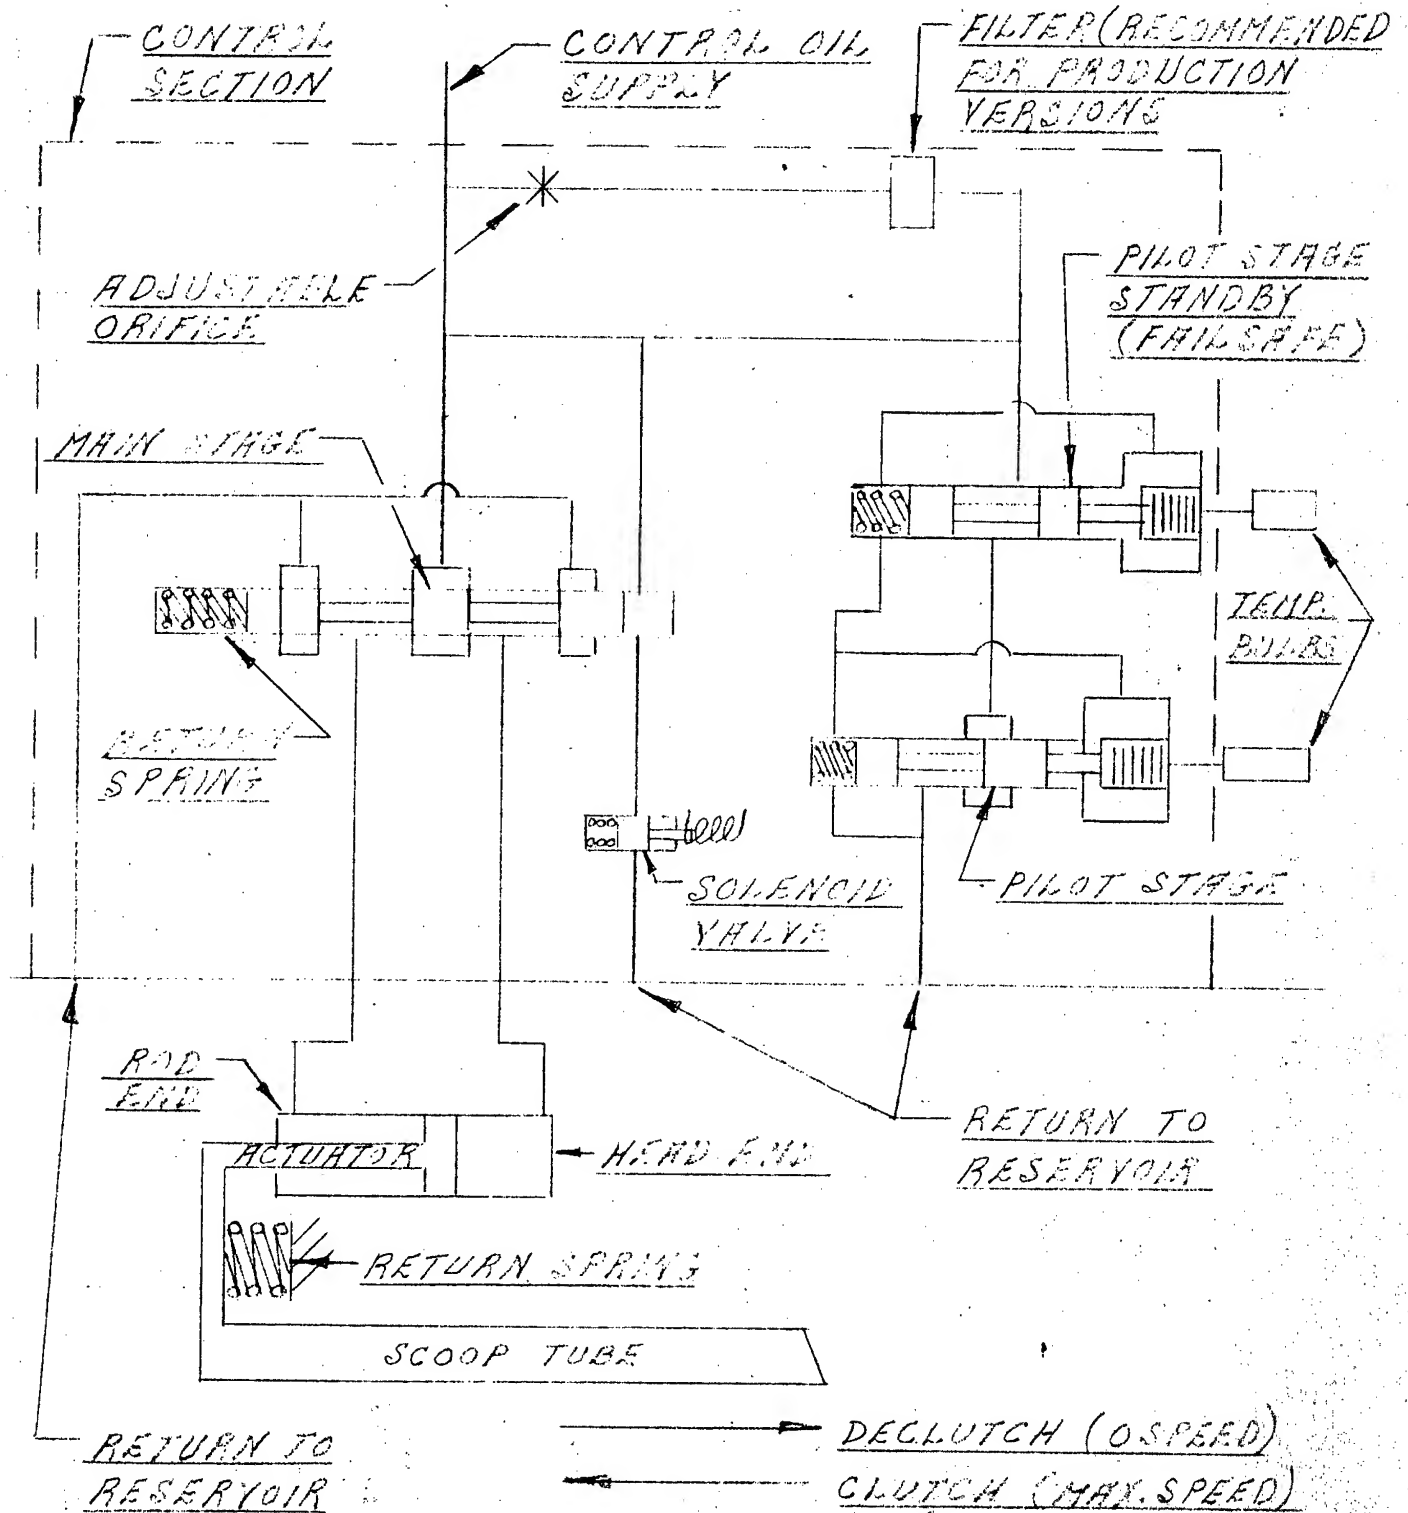 CONTROL
SECTION
CONTROL OIL
SUPPLY
FILTER (RECOMMENDED
FOR PRODUCTION
VERSIONS
ADJUSTABLE
ORIFICE
PILOT STAGE
STANDBY
(FAILSAFE)
MAIN STAGE
TEMP.
BULBS
RETURN
SPRING
SOLENOID
VALVE
PILOT STAGE
ROD
END
ACTUATOR
HEAD END
RETURN TO
RESERVOIR
RETURN SPRING
SCOOP TUBE
RETURN TO
RESERVOIR
DECLUTCH (0 SPEED)
CLUTCH (MAX. SPEED)